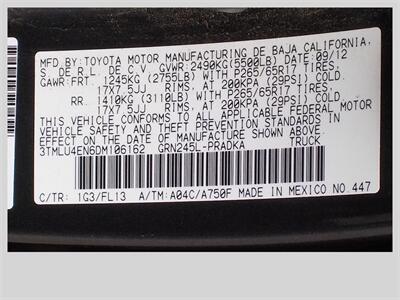 MFD BY:TOYOTA MOTOR MANUFACTURING DE BAJA CALIFORNIA,
S. DE R.L. DE C.V. GVWR:2490KG(5500LB) DATE:09/12
GAWR:FRT. 1245KG (2755LB) WITH P265/65R17 TIRES,
17X7.5JJ RIMS, AT 200KPA (29PSI) COLD
RR. 1410KG (3110LB) WITH P265/65R17 TIRES,
17X7.5JJ RIMS, AT 200KPA (29PSI) COLD
THIS VEHICLE CONFORMS TO ALL APPLICABLE FEDERAL MOTOR
VEHICLE SAFETY AND THEFT PREVENTION STANDARDS IN
EFFECT ON THE DATE OF MANUFACTURE SHOWN ABOVE.
3TMLU4EN6DM106162 GRN245L-PRADKA TRUCK
C/TR: 1G3/FL13 A/TM:A04C/A750F MADE IN MEXICO NO.447